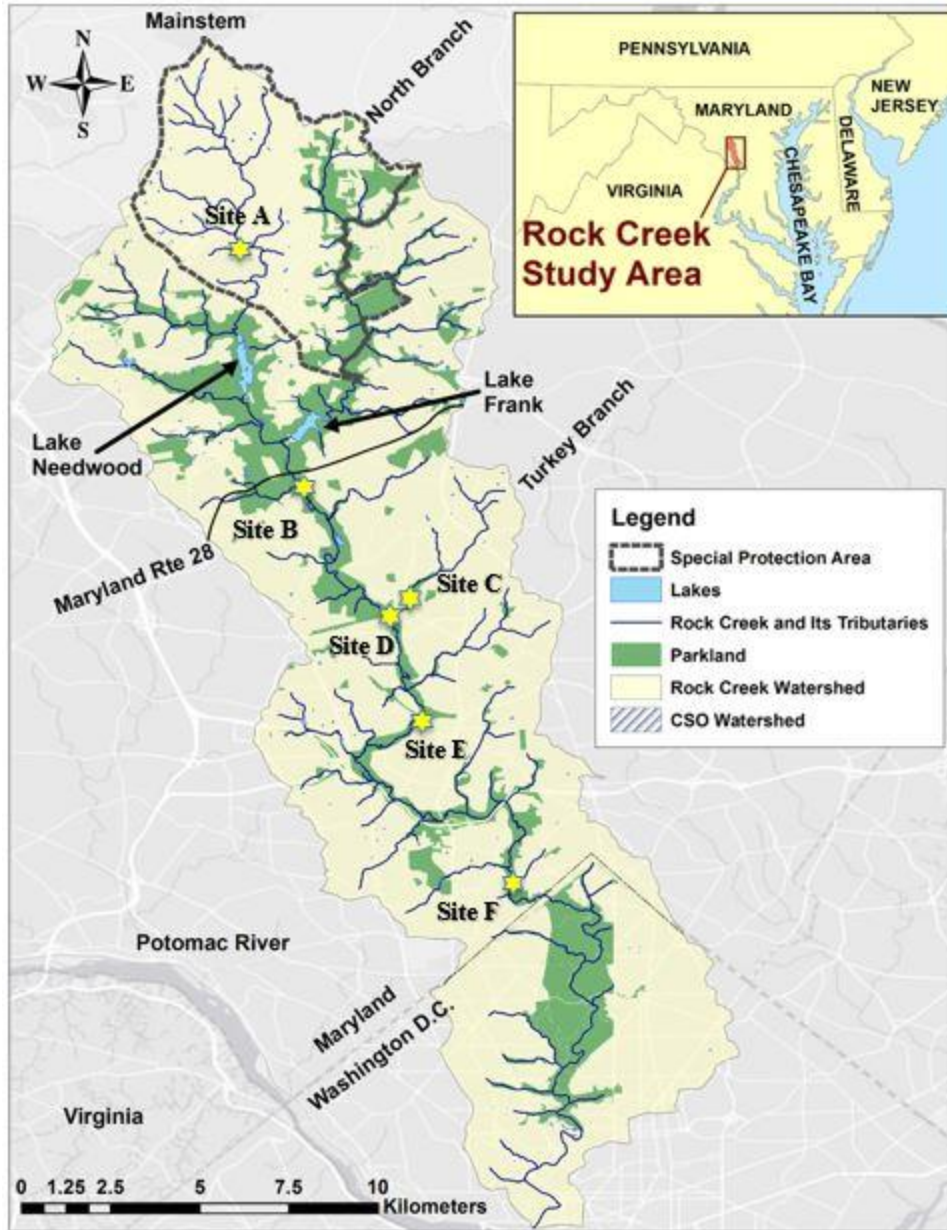 Mainstem
N
W E
S
North Branch
PENNSYLVANIA
NEW
JERSEY
MARYLAND
DELAWARE
VIRGINIA
CHESAPEAKE BAY
Rock Creek
Study Area
Site A
Lake
Frank
Lake
Needwood
Turkey Branch
Site B
Maryland Rte 28
Site C
Site D
Site E
Site F
Legend
Special Protection Area
Lakes
Rock Creek and Its Tributaries
Parkland
Rock Creek Watershed
CSO Watershed
Potomac River
Maryland
Washington D.C.
Virginia
0 1.25 2.5 5 7.5 10
Kilometers